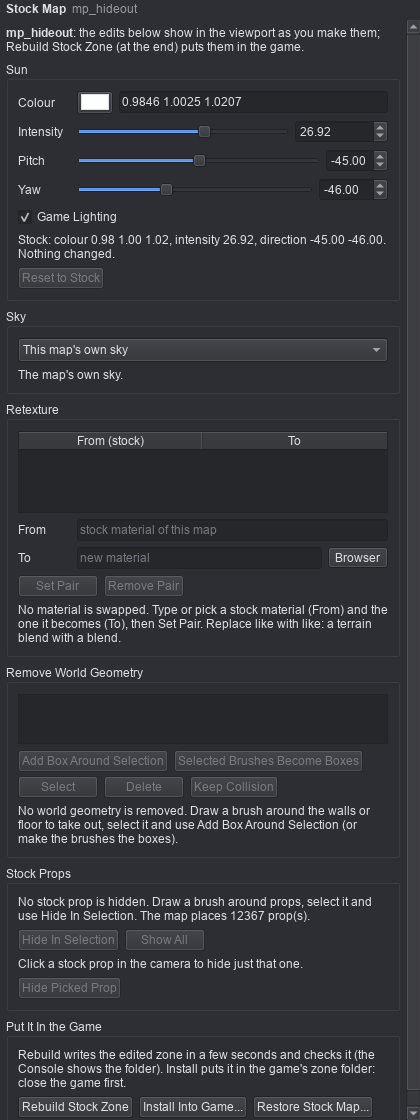 Stock Map mp_hideout
mp_hideout: the edits below show in the viewport as you make them;
Rebuild Stock Zone (at the end) puts them in the game.
Sun
Colour 0.9846 1.0025 1.0207
Intensity 26.92
Pitch -45.00
Yaw -46.00
Game Lighting
Stock: colour 0.98 1.00 1.02, intensity 26.92, direction -45.00 -46.00.
Nothing changed.
Reset to Stock
Sky
This map's own sky
The map's own sky.
Retexture
From (stock) To
From stock material of this map
To new material Browser
Set Pair Remove Pair
No material is swapped. Type or pick a stock material (From) and the
one it becomes (To), then Set Pair. Replace like with like: a terrain
blend with a blend.
Remove World Geometry
Add Box Around Selection Selected Brushes Become Boxes
Select Delete Keep Collision
No world geometry is removed. Draw a brush around the walls or
floor to take out, select it and use Add Box Around Selection (or
make the brushes the boxes).
Stock Props
No stock prop is hidden. Draw a brush around props, select it and
use Hide In Selection. The map places 12367 prop(s).
Hide In Selection Show All
Click a stock prop in the camera to hide just that one.
Hide Picked Prop
Put It In the Game
Rebuild writes the edited zone in a few seconds and checks it (the
Console shows the folder). Install puts it in the game's zone folder:
close the game first.
Rebuild Stock Zone Install Into Game... Restore Stock Map...